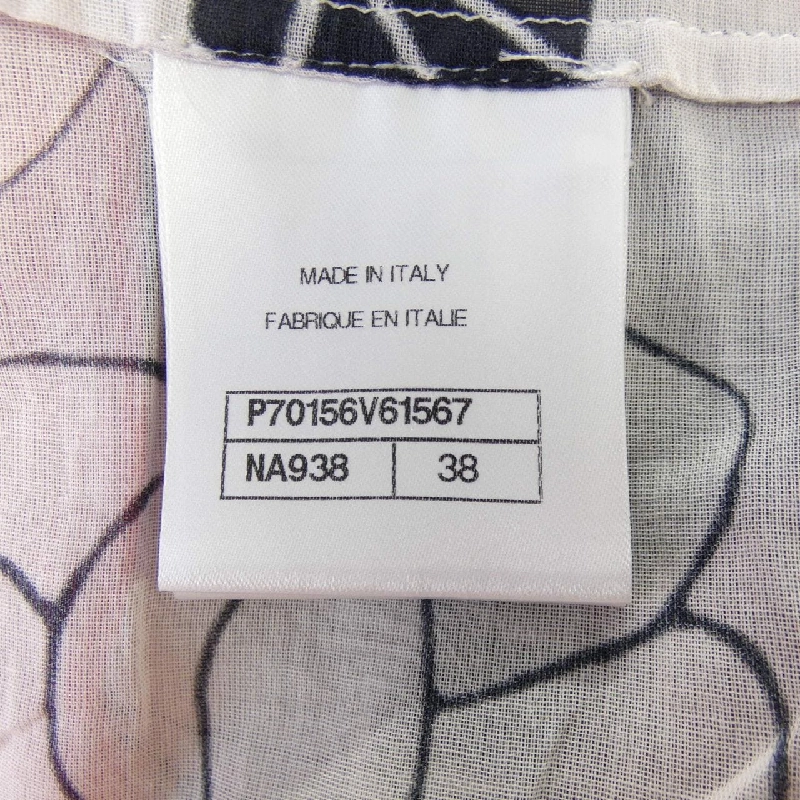 MADE IN ITALY
FABRIQUE EN ITALIE
P70156V61567
NA938 38